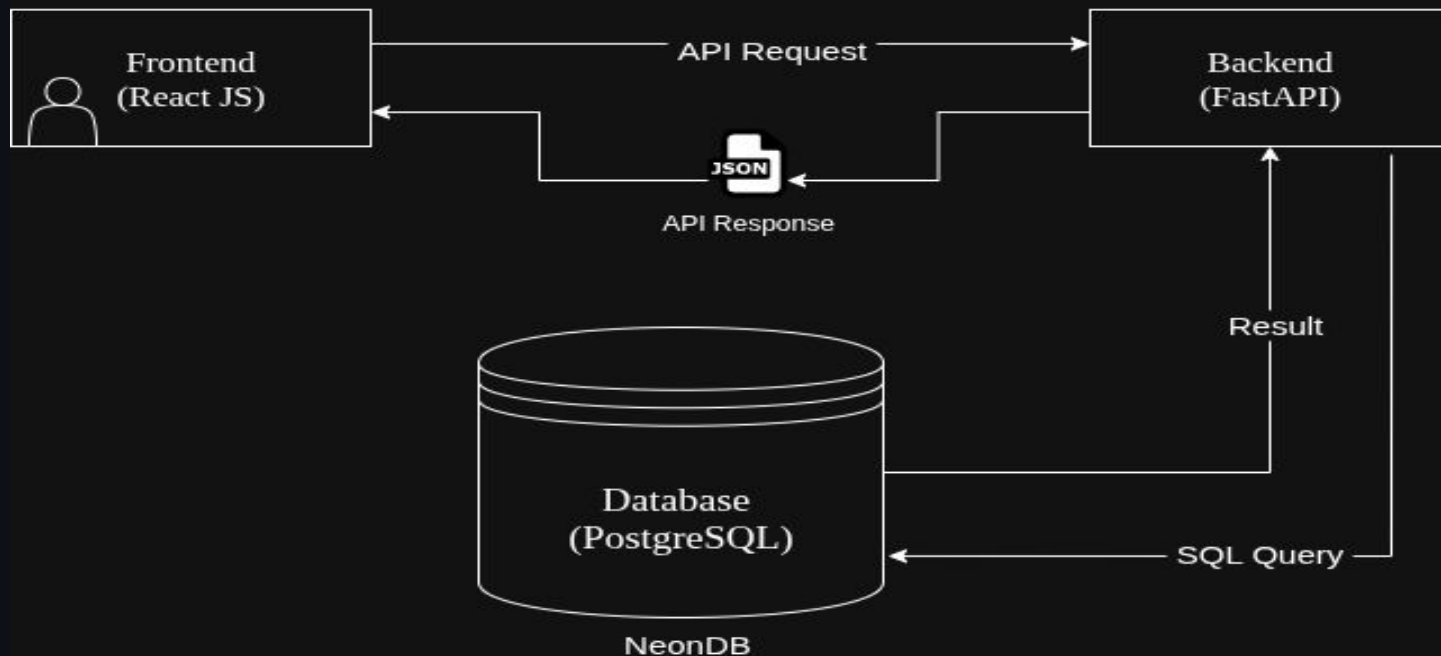 Frontend
(React JS)
API Request
Backend
(FastAPI)
JSON
API Response
Result
Database
(PostgreSQL)
SQL Query
NeonDB